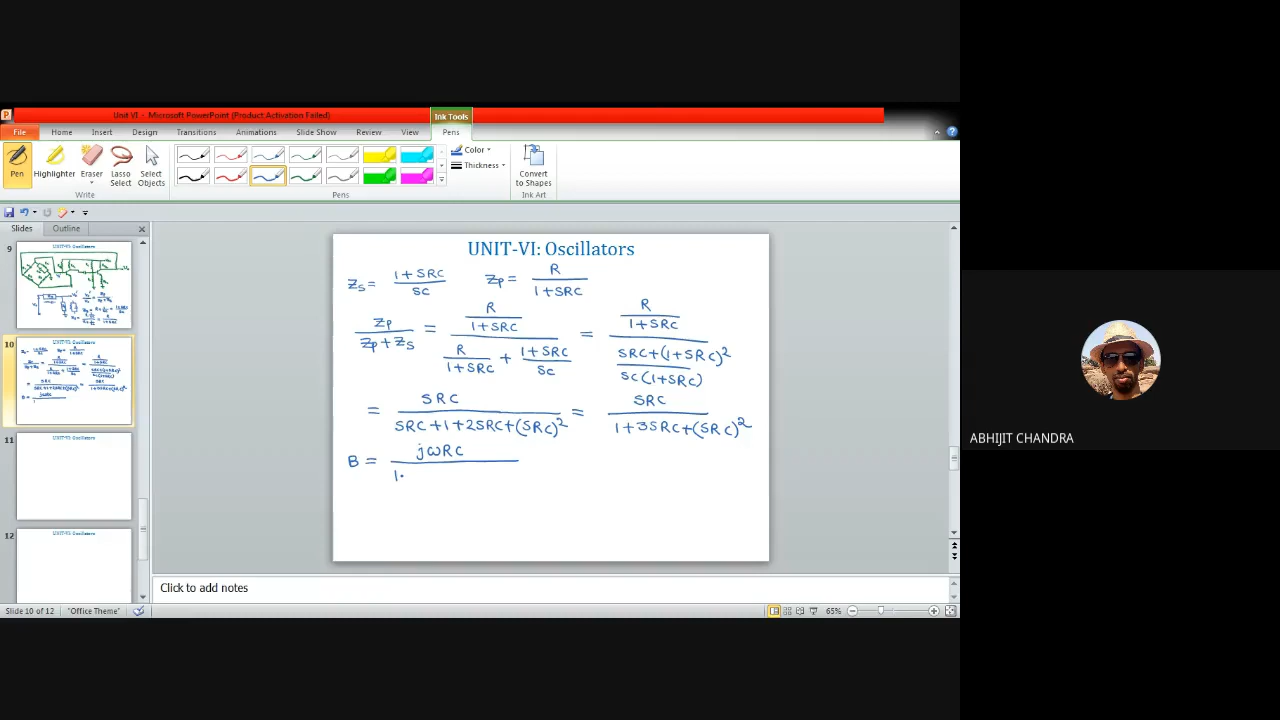 Unit VI - Microsoft PowerPoint (Product Activation Failed)
Ink Tools
File Home Insert Design Transitions Animations Slide Show Review View Pens
Pen Highlighter Eraser Lasso Select Select Objects
Color
Thickness
Convert to Shapes
Write Pens Ink Art
Slides Outline
9
10
11
12
UNIT-VI: Oscillators
Zs = (1+SRC)/SC Zp = R/(1+SRC)
Zp/(Zp+Zs) = (R/(1+SRC))/(R/(1+SRC) + (1+SRC)/SC) = (R/(1+SRC))/((SRC+(1+SRC)²)/(SC(1+SRC)))
= SRC/(SRC+1+2SRC+(SRC)²) = SRC/(1+3SRC+(SRC)²)
B = jωRC/1
Click to add notes
Slide 10 of 12 "Office Theme" 65%
ABHIJIT CHANDRA